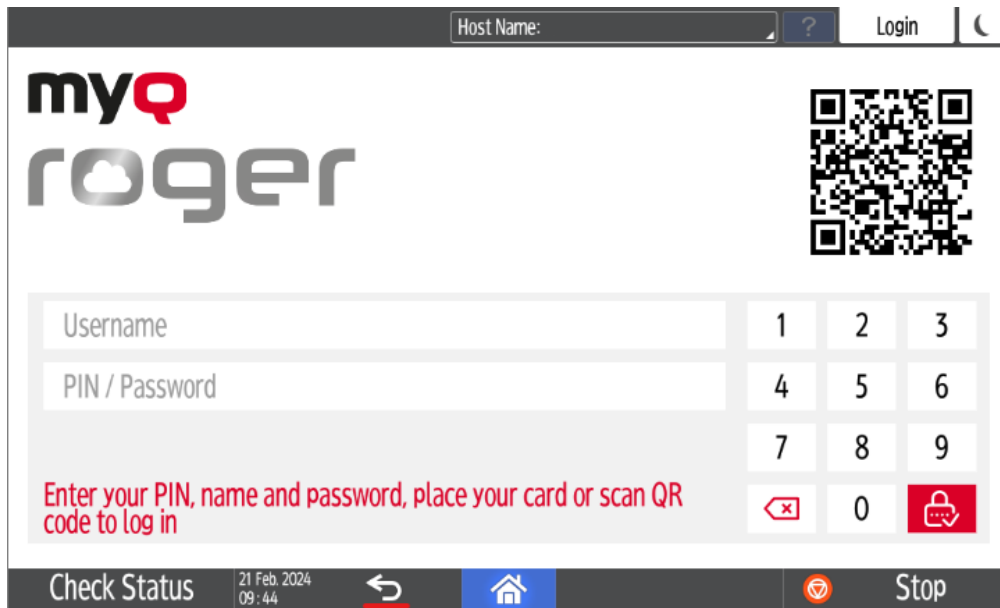 Host Name:
?
Login
myQ
roger
Username
PIN / Password
1 2 3
4 5 6
7 8 9
0
Enter your PIN, name and password, place your card or scan QR
code to log in
Check Status
21 Feb. 2024
09:44
Stop